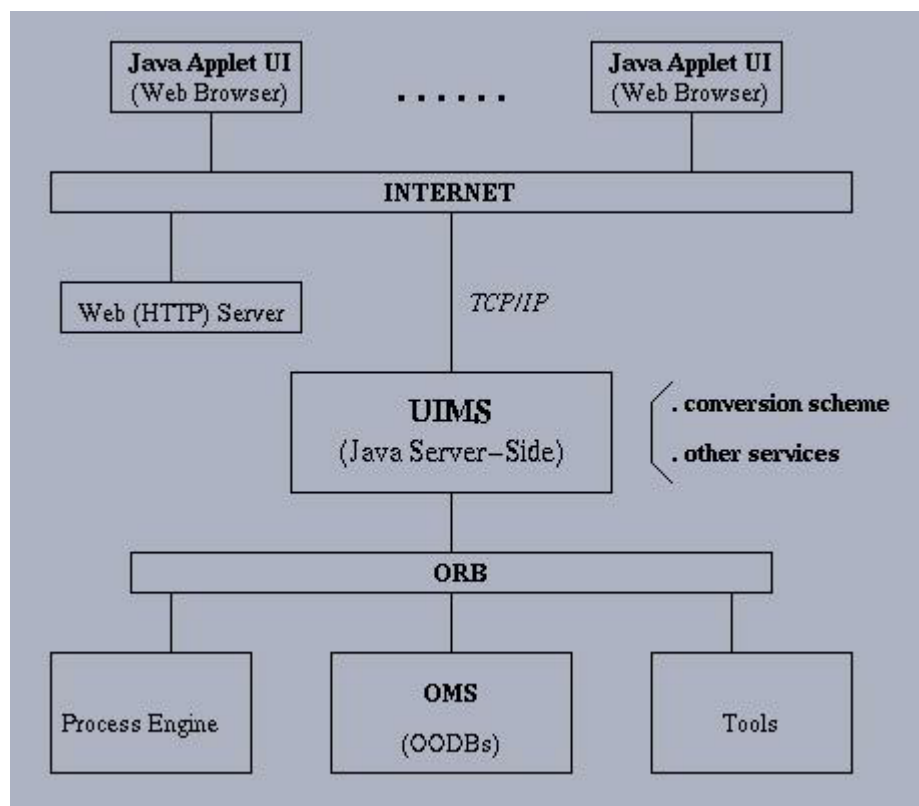 Java Applet UI
(Web Browser)
......
Java Applet UI
(Web Browser)
INTERNET
Web (HTTP) Server
TCP/IP
UIMS
(Java Server-Side)
. conversion scheme
. other services
ORB
Process Engine
OMS
(OODBs)
Tools